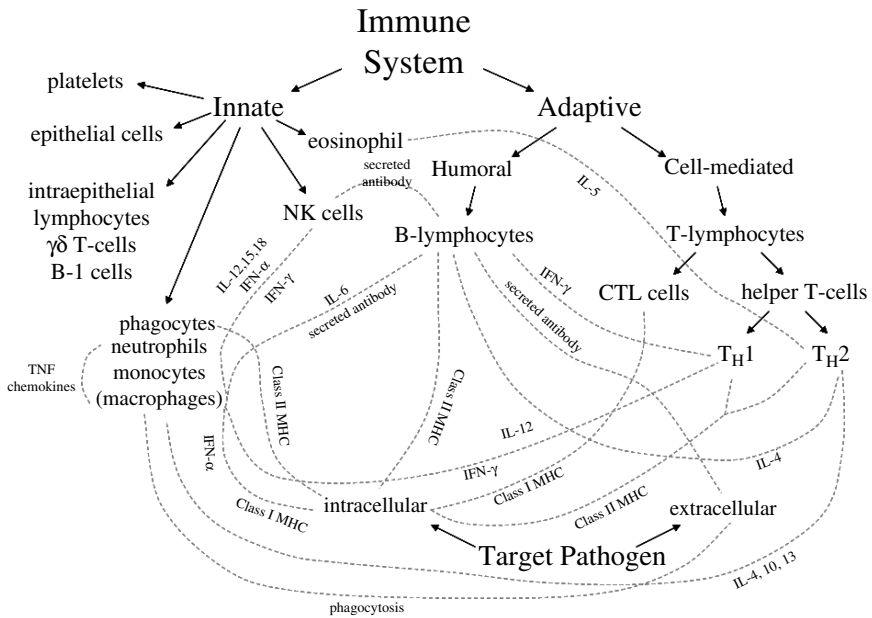 Immune
System
platelets
Innate
Adaptive
epithelial cells
eosinophil
secreted
antibody
Humoral
Cell-mediated
IL-5
intraepithelial
lymphocytes
γδ T-cells
B-1 cells
NK cells
B-lymphocytes
T-lymphocytes
IL-12,15,18
IFN-α
IFN-γ
IL-6
secreted antibody
secreted antibody
IFN-γ
CTL cells
helper T-cells
phagocytes
neutrophils
monocytes
(macrophages)
TNF
chemokines
TH1
TH2
Class II MHC
Class II MHC
IFN-α
IL-12
IFN-γ
IL-4
Class I MHC
Class I MHC
Class II MHC
intracellular
extracellular
Target Pathogen
IL-4, 10, 13
phagocytosis